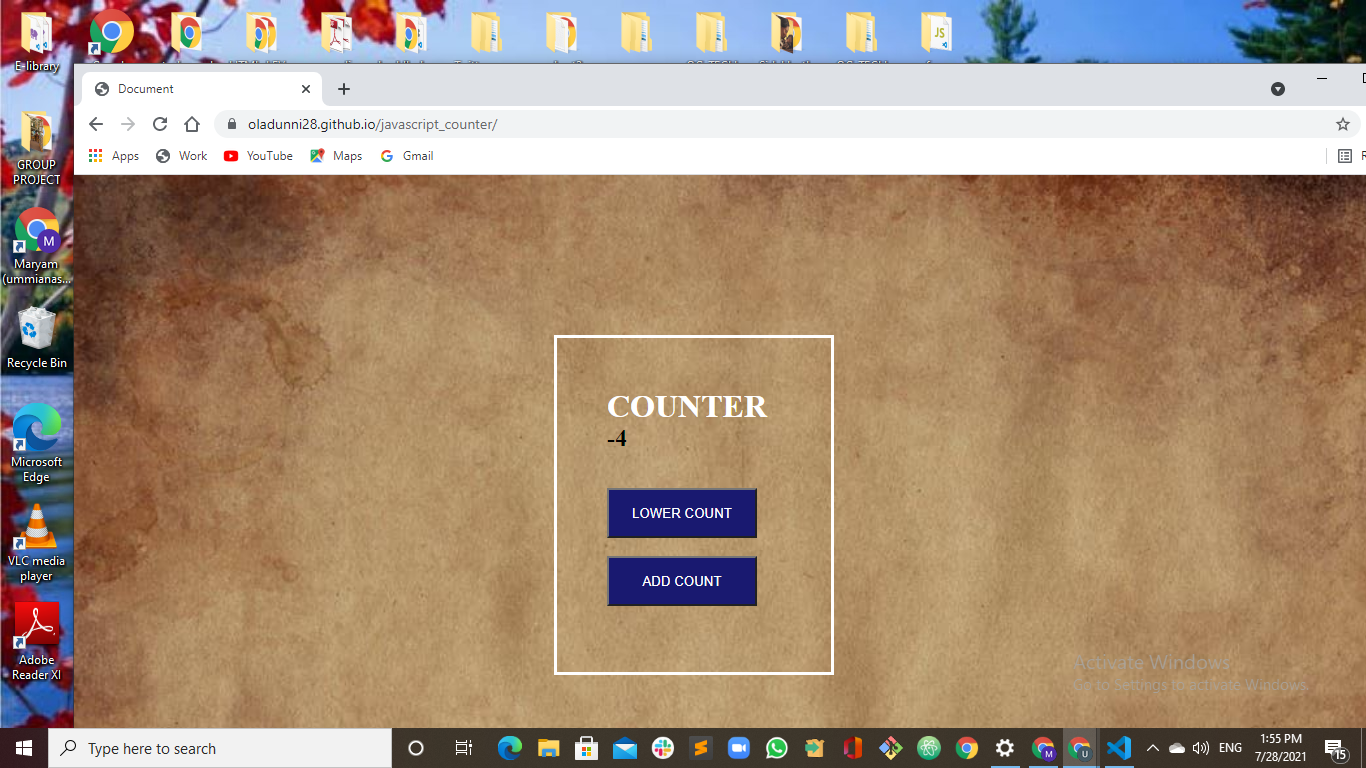 E-library
Document
oladunni28.github.io/javascript_counter/
Apps
Work
YouTube
Maps
Gmail
GROUP
PROJECT
Maryam
(ummianas...
Recycle Bin
Microsoft
Edge
VLC media
player
Adobe
Reader XI
COUNTER
-4
LOWER COUNT
ADD COUNT
Activate Windows
Go to Settings to activate Windows.
Type here to search
ENG
1:55 PM
7/28/2021
15